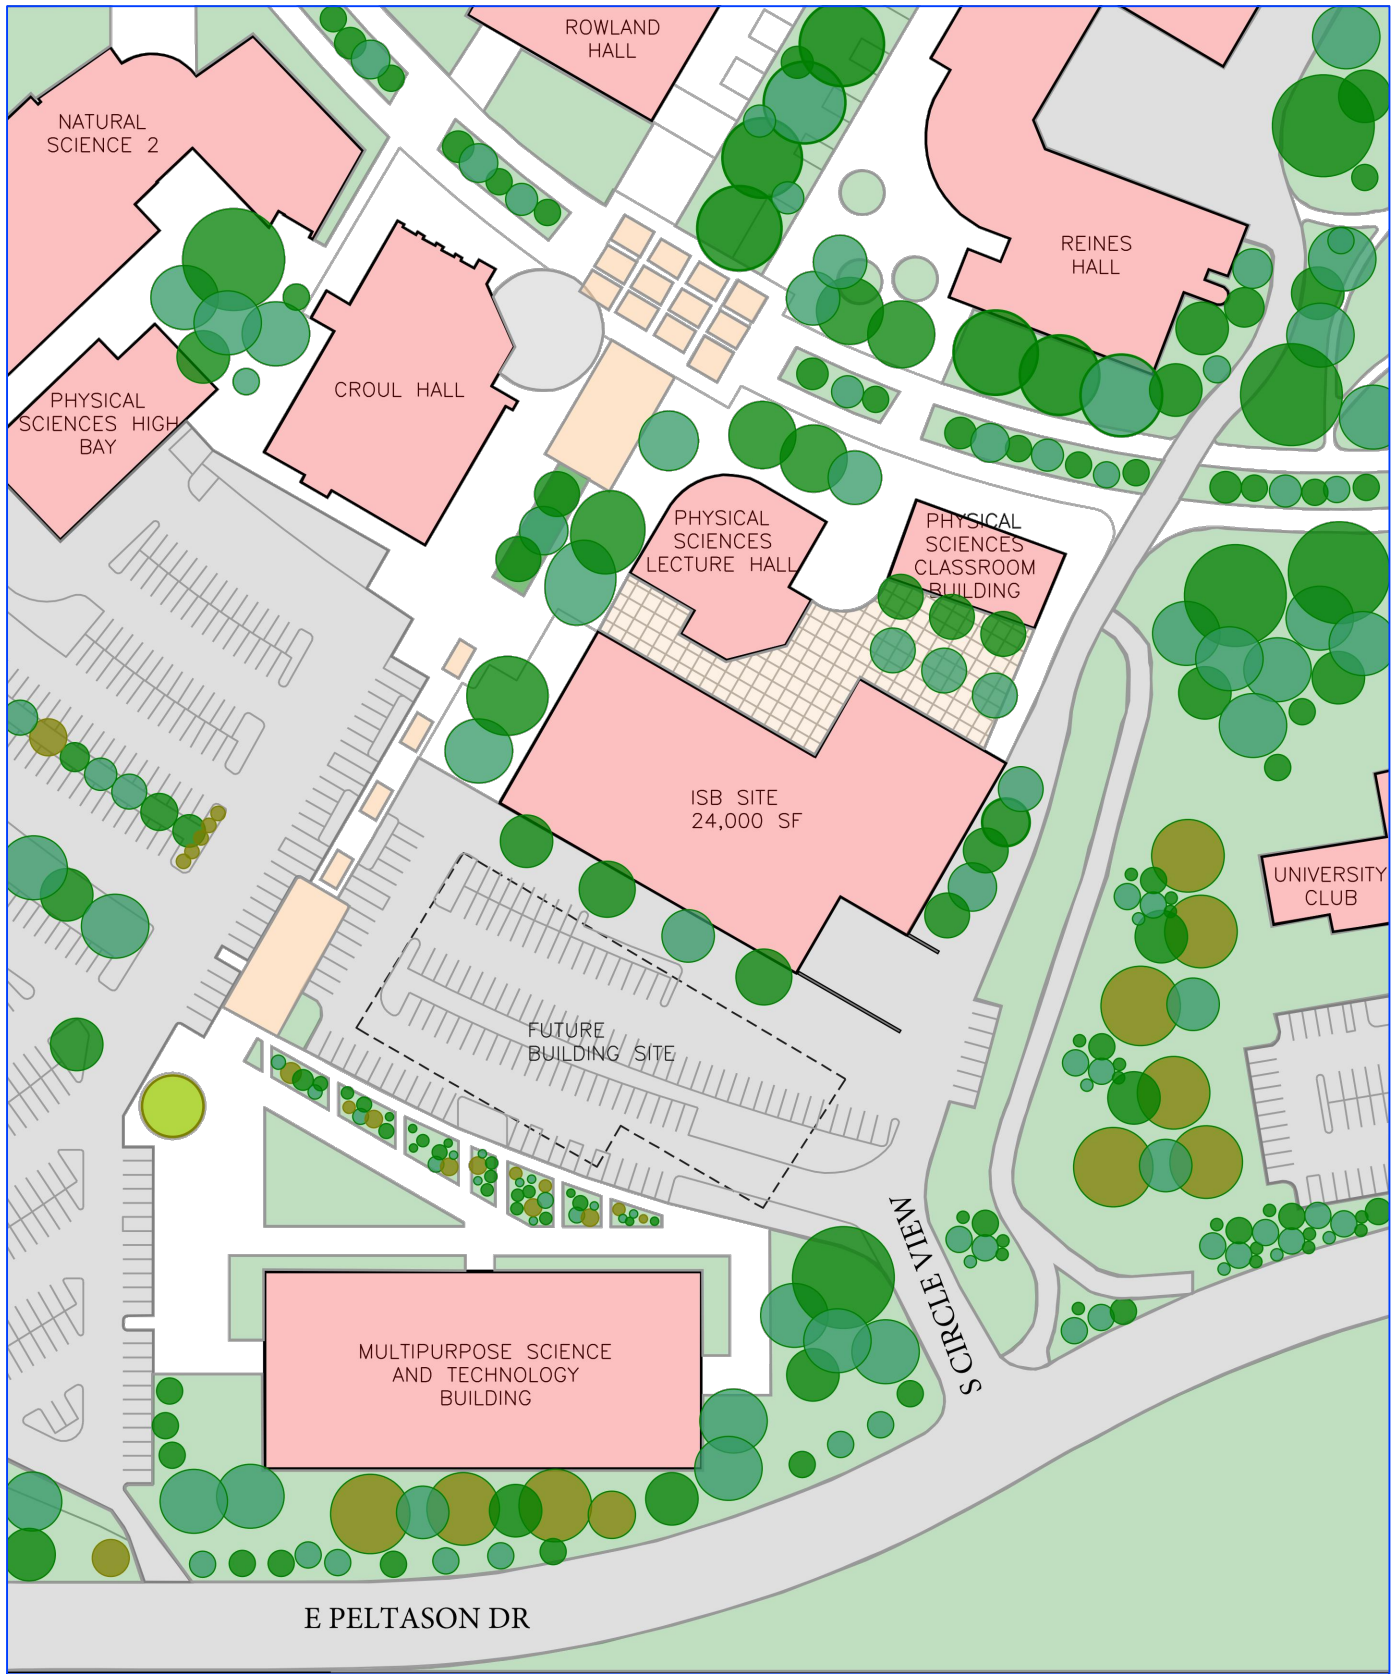 ROWLAND
HALL
NATURAL
SCIENCE 2
REINES
HALL
CROUL HALL
PHYSICAL
SCIENCES HIGH
BAY
PHYSICAL
SCIENCES
LECTURE HALL
PHYSICAL
SCIENCES
CLASSROOM
BUILDING
ISB SITE
24,000 SF
UNIVERSITY
CLUB
FUTURE
BUILDING SITE
S CIRCLE VIEW
MULTIPURPOSE SCIENCE
AND TECHNOLOGY
BUILDING
E PELTASON DR